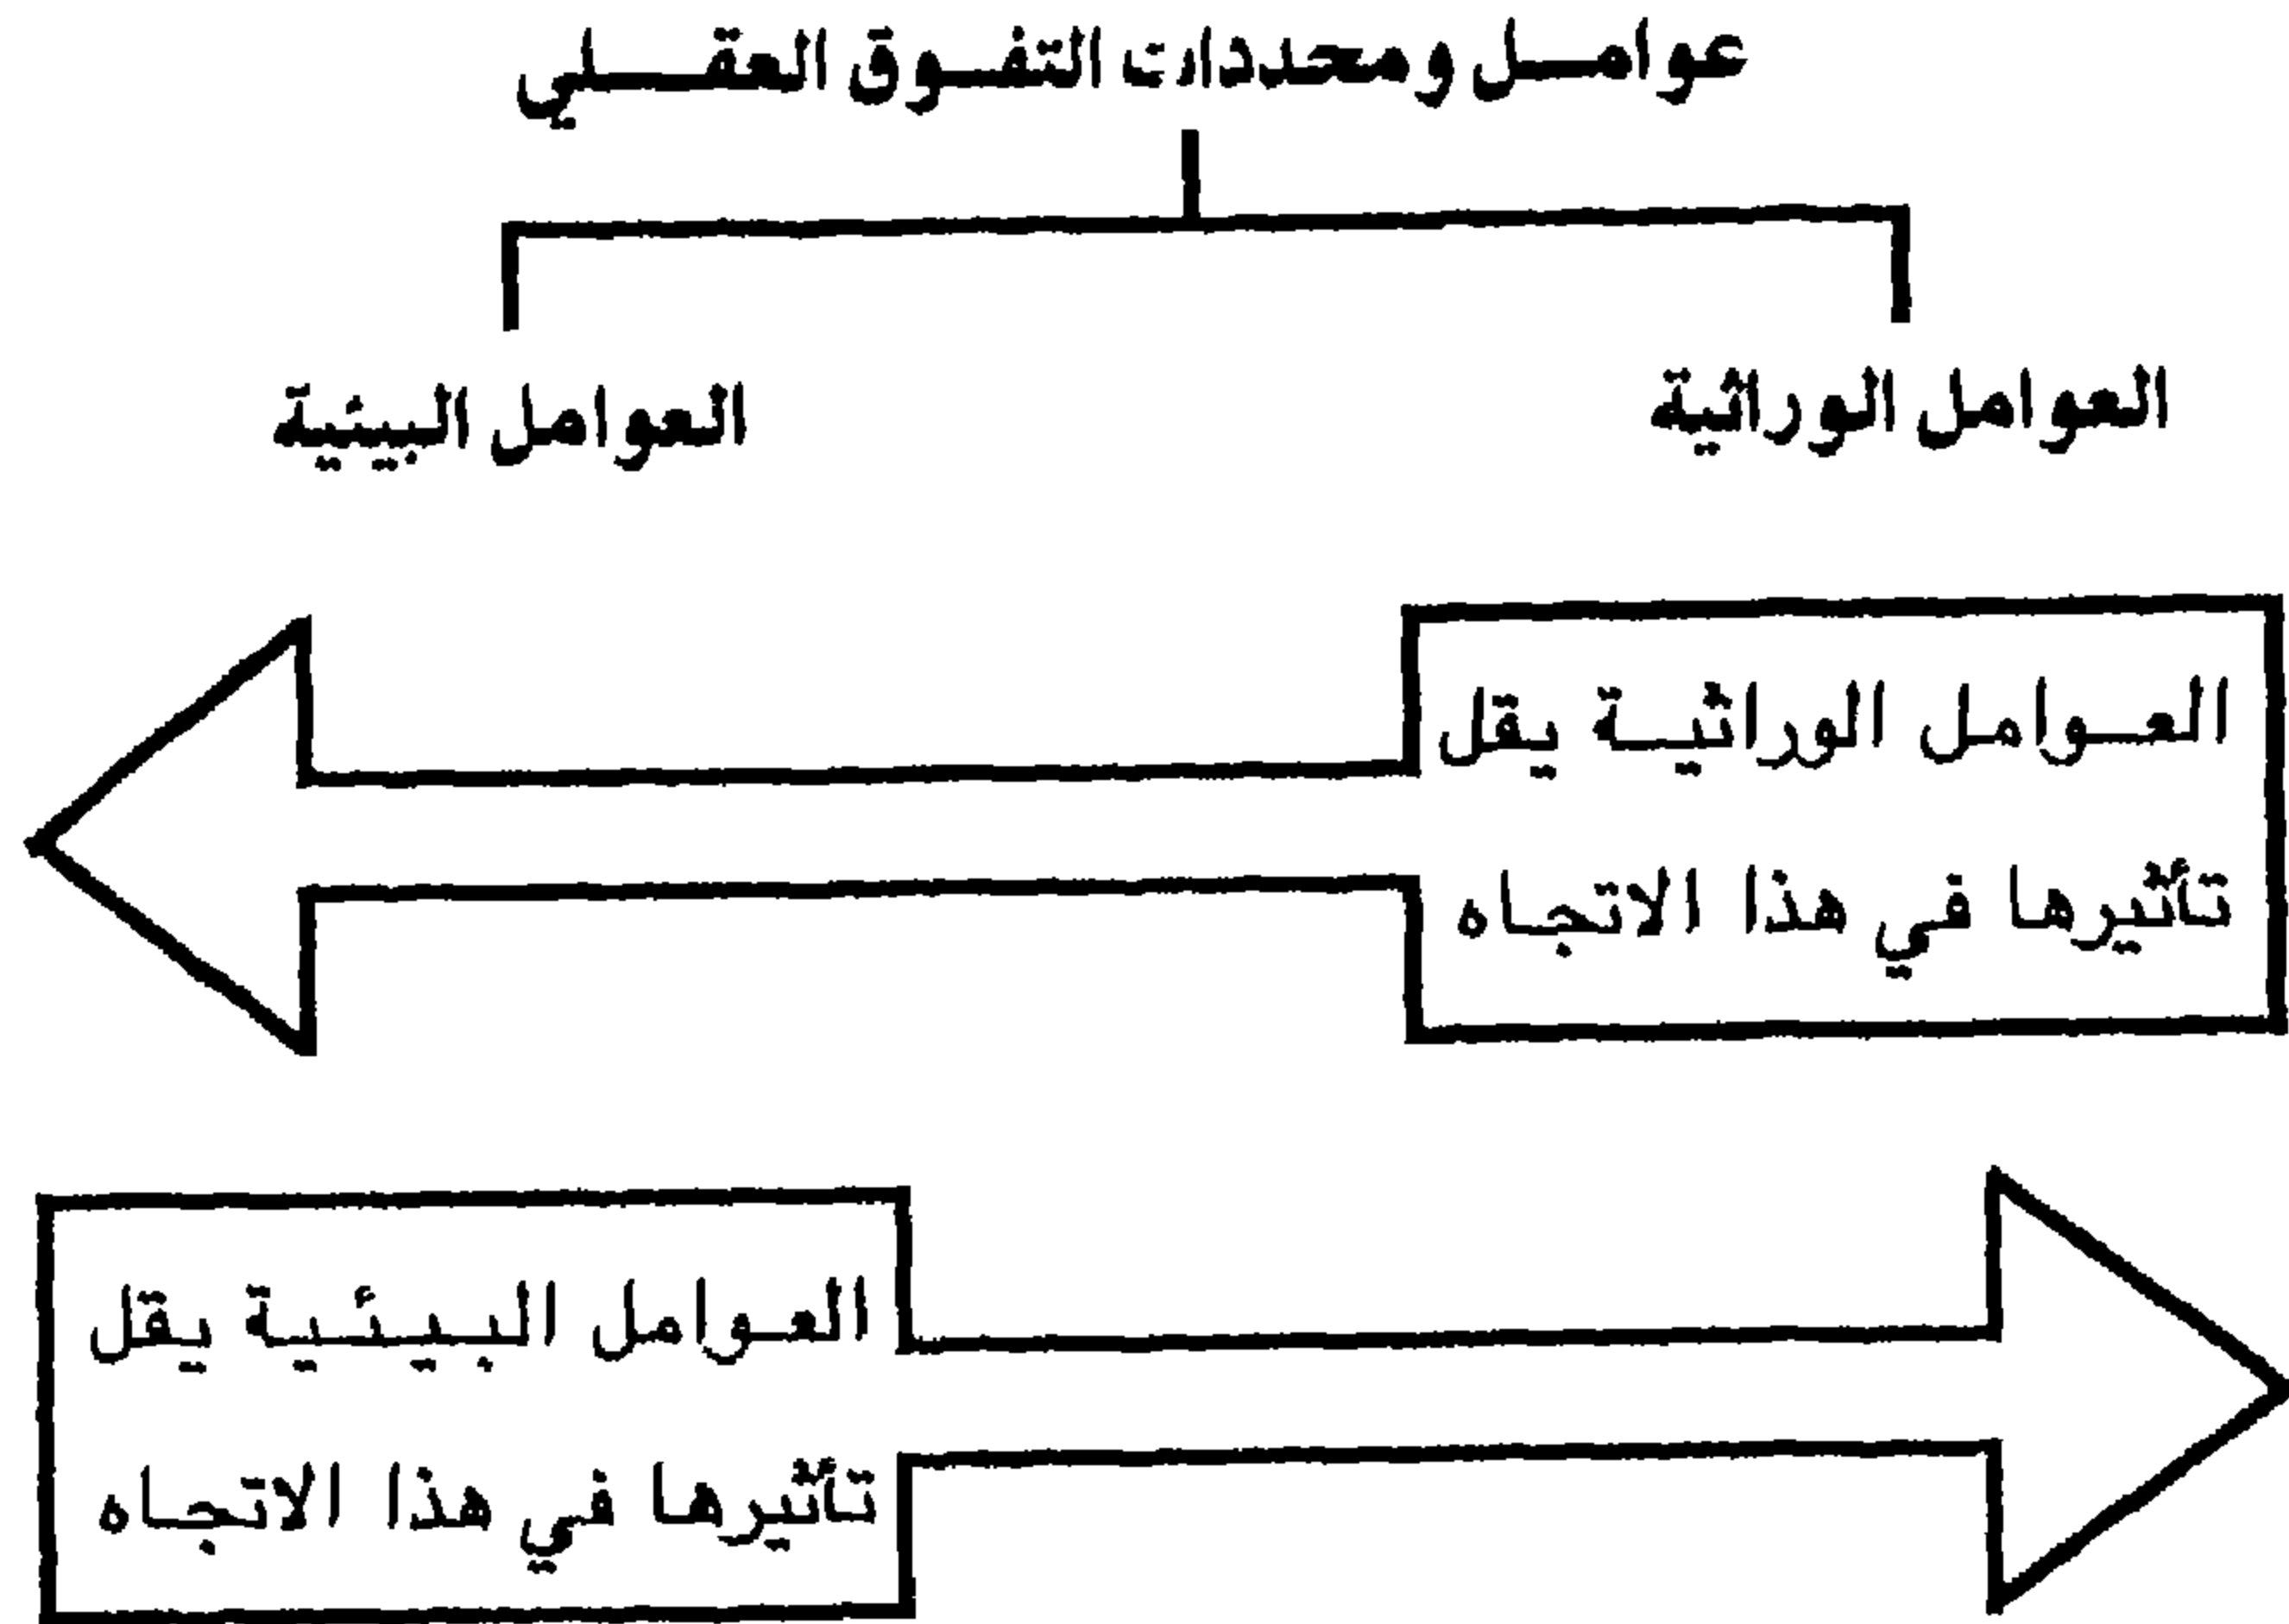 عوامل ومحددات التفوق العقلي
العوامل الوراثية
العوامل البيئية
العوامل الوراثية يقل
تأثيرها في هذا الاتجاه
العوامل البيئية يقل
تأثيرها في هذا الاتجاه